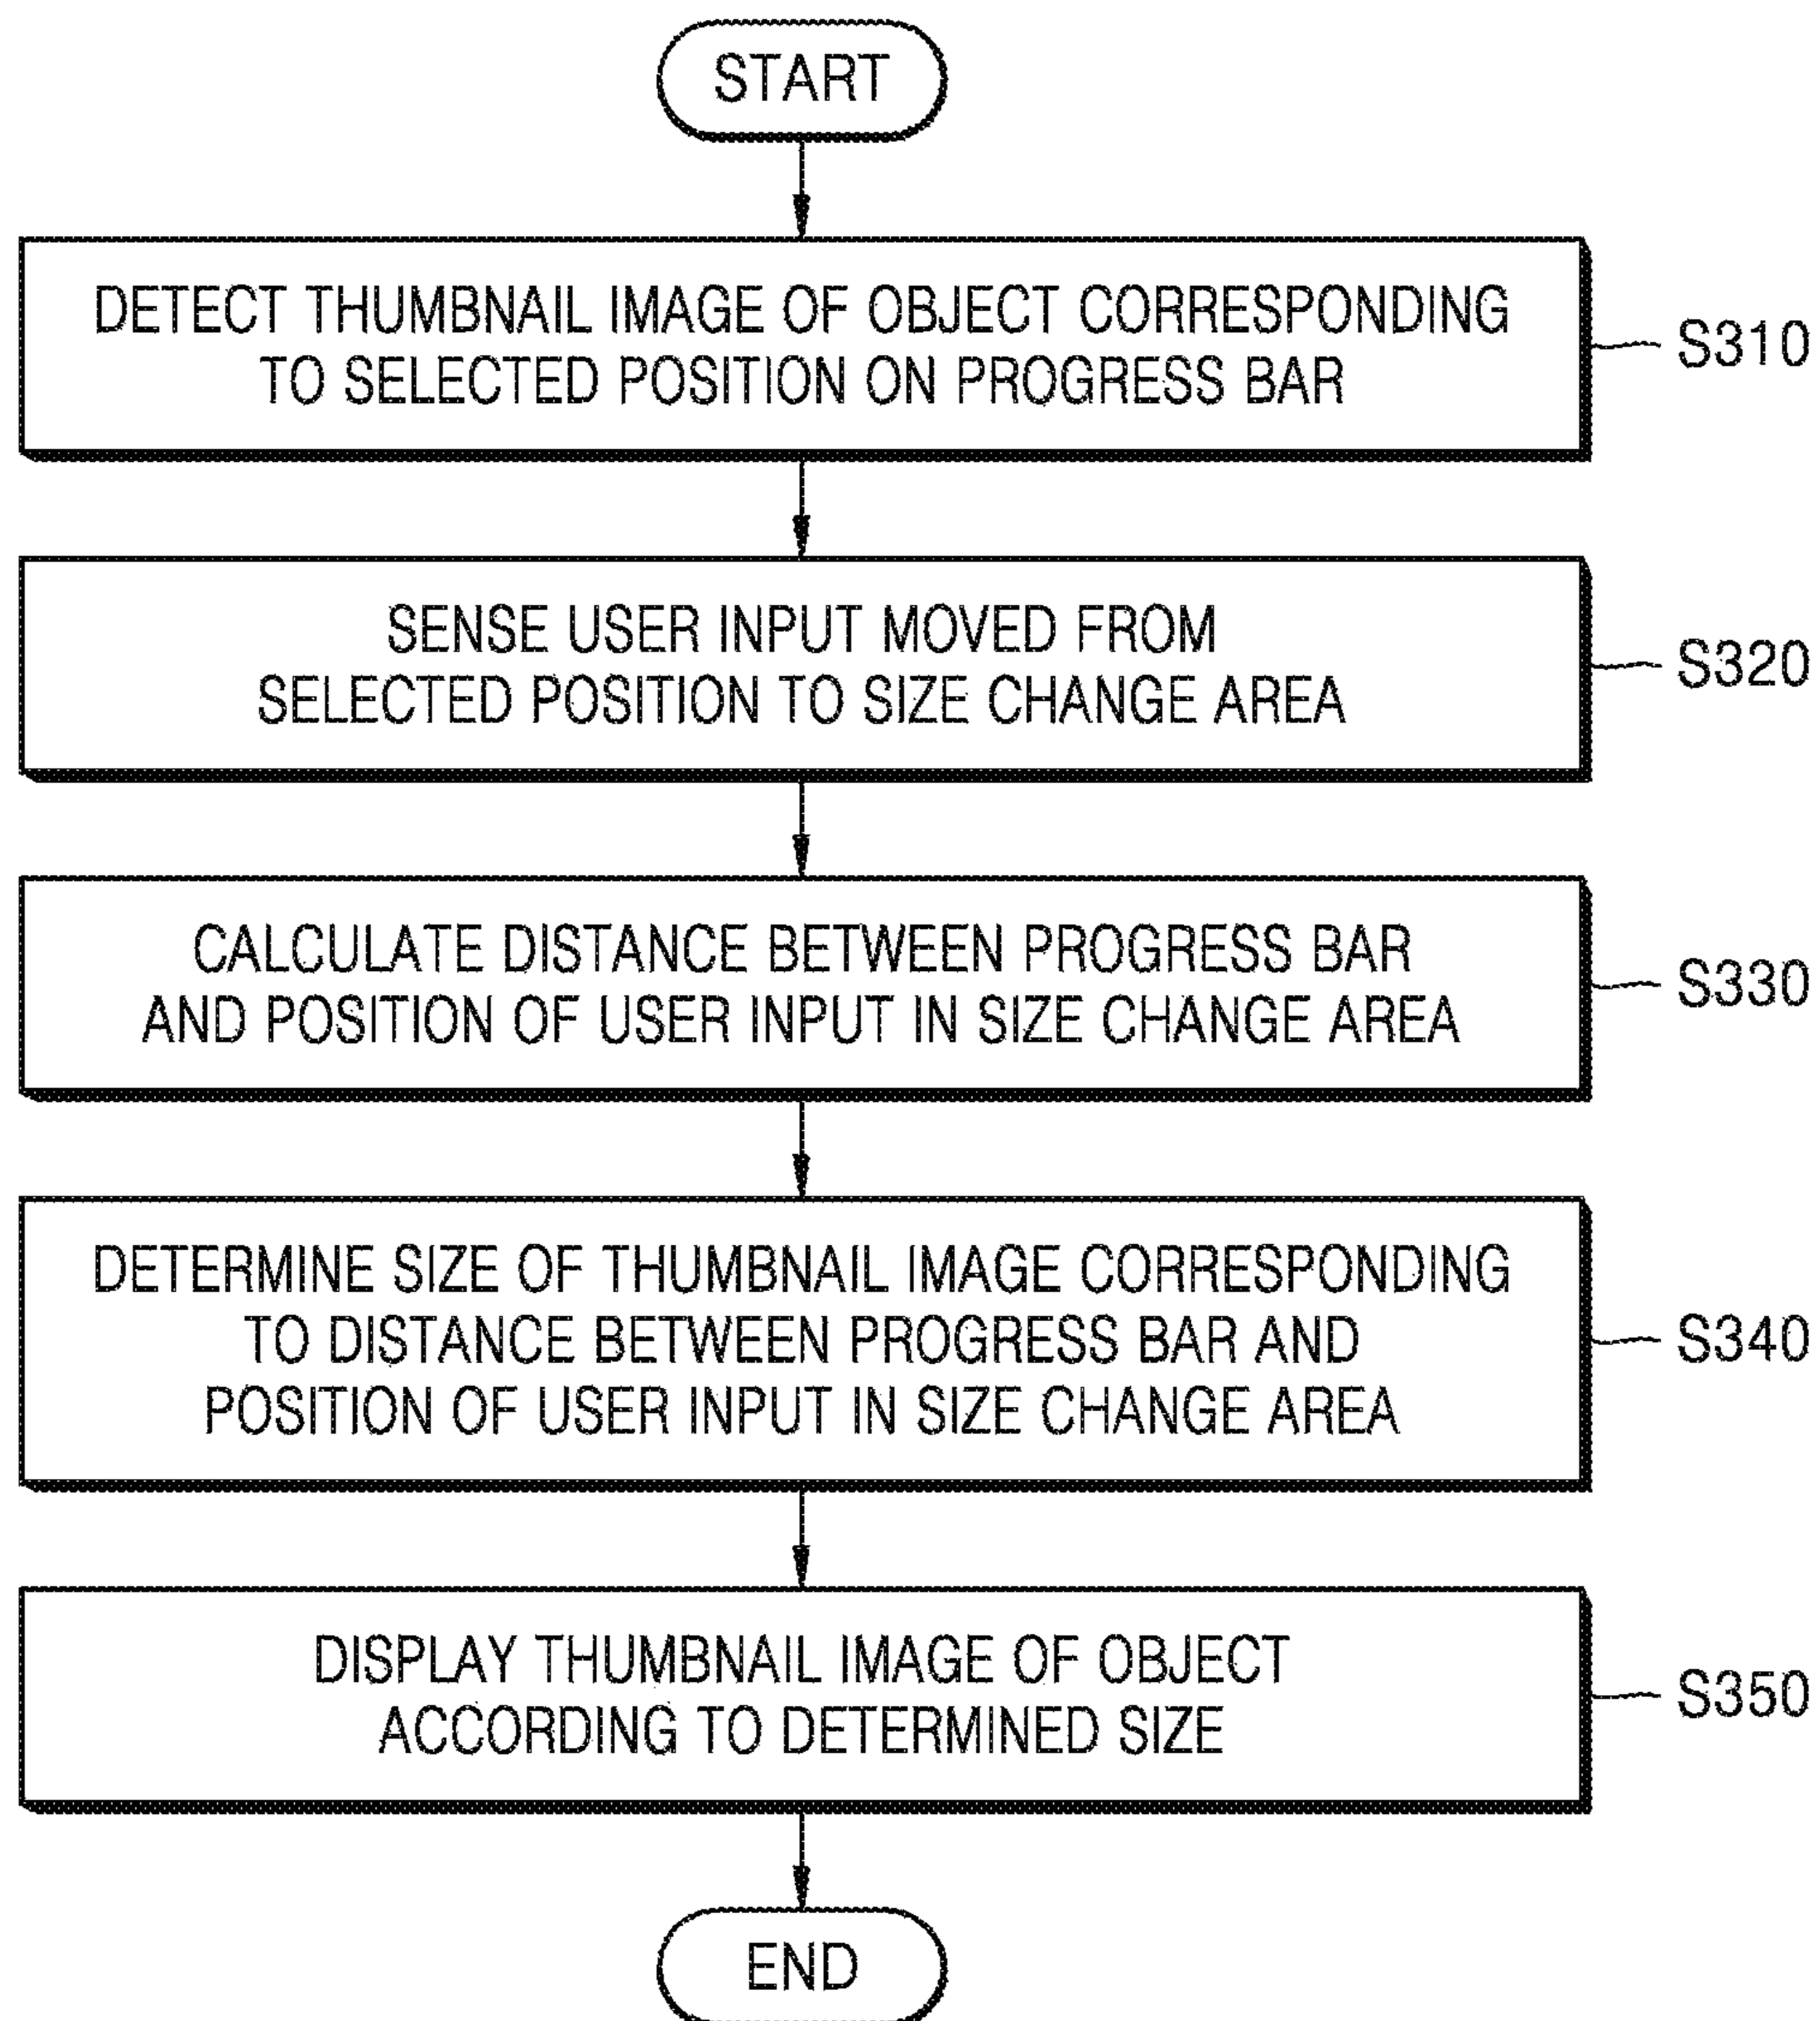 START
DETECT THUMBNAIL IMAGE OF OBJECT CORRESPONDING
TO SELECTED POSITION ON PROGRESS BAR
S310
SENSE USER INPUT MOVED FROM
SELECTED POSITION TO SIZE CHANGE AREA
S320
CALCULATE DISTANCE BETWEEN PROGRESS BAR
AND POSITION OF USER INPUT IN SIZE CHANGE AREA
S330
DETERMINE SIZE OF THUMBNAIL IMAGE CORRESPONDING
TO DISTANCE BETWEEN PROGRESS BAR AND
POSITION OF USER INPUT IN SIZE CHANGE AREA
S340
DISPLAY THUMBNAIL IMAGE OF OBJECT
ACCORDING TO DETERMINED SIZE
S350
END